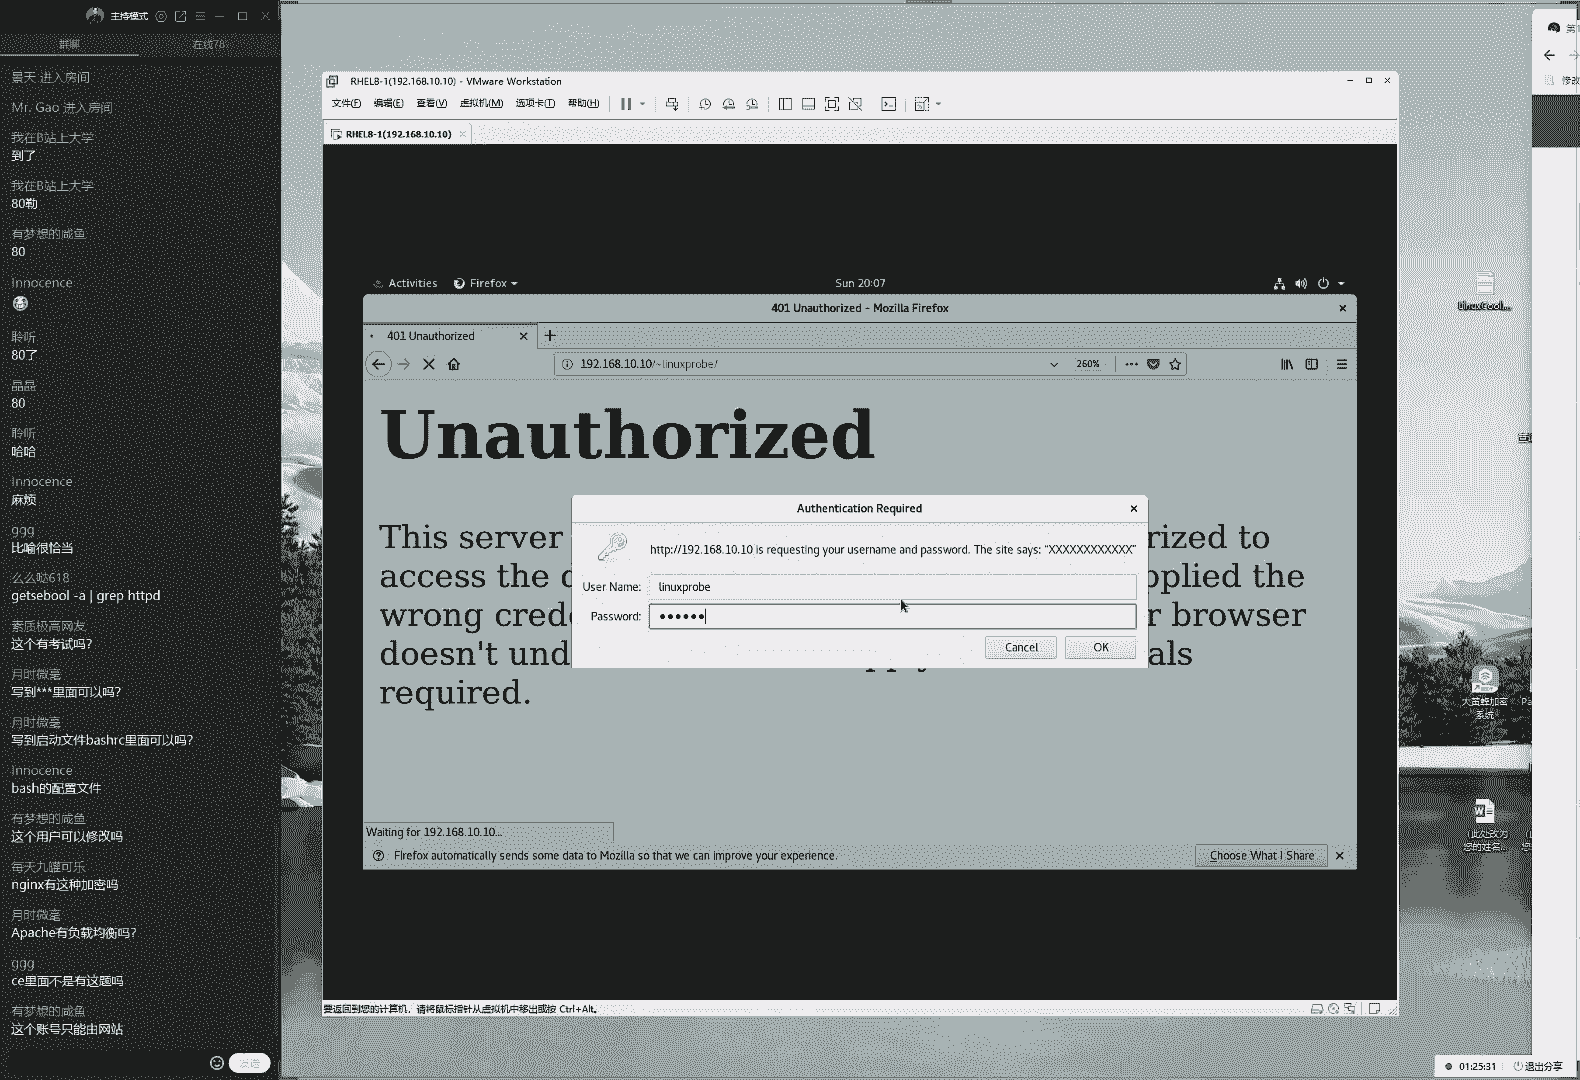 主持模式
群聊
在线78
景天 进入房间
Mr. Gao 进入房间
我在B站上大学
到了
我在B站上大学
80勒
有梦想的咸鱼
80
Innocence
聆听
80了
晶晶
80
聆听
哈哈
Innocence
麻烦
ggg
比喻很恰当
么么哒618
getsebool -a | grep httpd
素质极高网友
这个有考试吗?
月时微毫
写到***里面可以吗?
月时微毫
写到启动文件bashrc里面可以吗?
Innocence
bash的配置文件
有梦想的咸鱼
这个用户可以修改吗
每天九罐可乐
nginx有这种加密吗
月时微毫
Apache有负载均衡吗?
ggg
ce里面不是有这题吗
有梦想的咸鱼
这个账号只能由网站
发送
RHEL8-1(192.168.10.10) - VMware Workstation
文件(F) 编辑(E) 查看(V) 虚拟机(M) 选项卡(T) 帮助(H)
RHEL8-1(192.168.10.10)
Activities Firefox Sun 20:07
401 Unauthorized - Mozilla Firefox
401 Unauthorized
192.168.10.10/~linuxprobe/ 260%
Unauthorized
This server
rized to
access the d
pplied the
wrong crede
r browser
doesn't und
als
required.
Authentication Required
http://192.168.10.10 is requesting your username and password. The site says: "XXXXXXXXXXXX"
User Name: linuxprobe
Password: ••••••
Cancel OK
Waiting for 192.168.10.10...
Firefox automatically sends some data to Mozilla so that we can improve your experience.
Choose What I Share
要返回到您的计算机，请将鼠标指针从虚拟机中移出或按 Ctrl+Alt。
修改
大黄蜂加密
系统
(此处改为
您的姓名...
01:25:31 退出分享